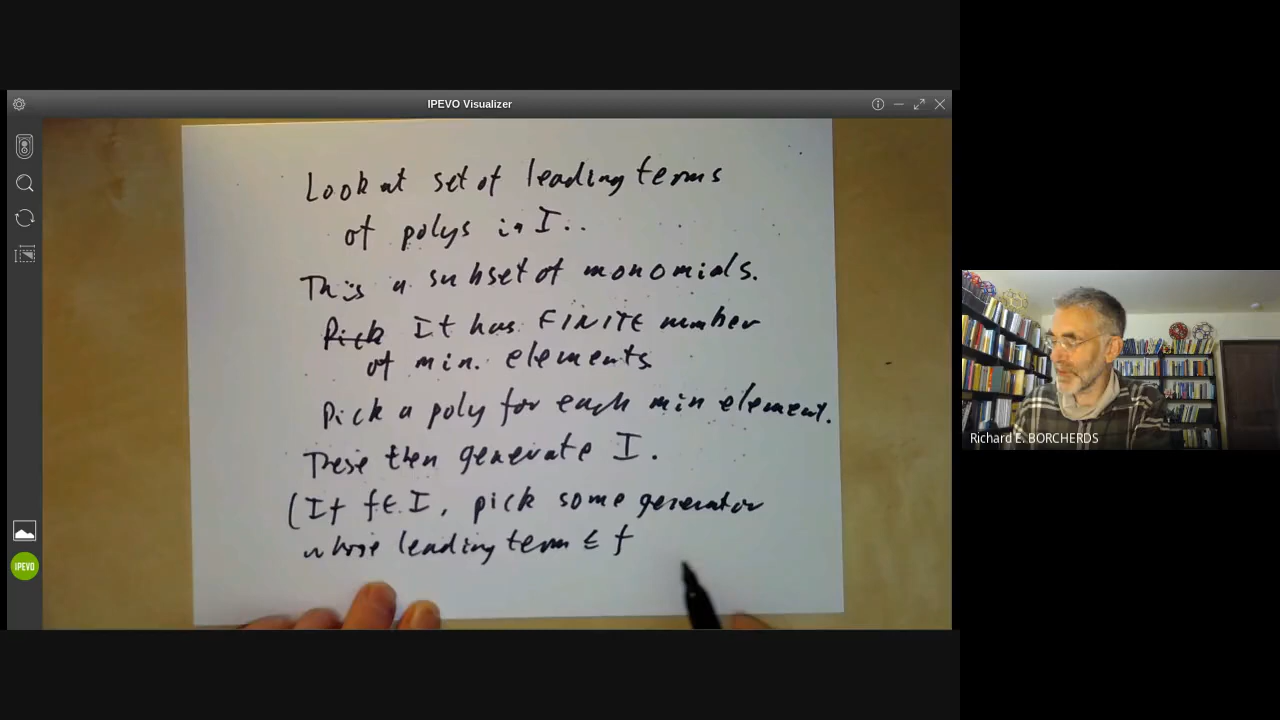 IPEVO Visualizer
Look at set of leading terms
of polys in I..
This is a subset of monomials.
Pick It has FINITE number
of min. elements
Pick a poly for each min element.
These then generate I.
(If f ∈ I, pick some generator
whose leading term ≤ f
Richard E. BORCHERDS
IPEVO